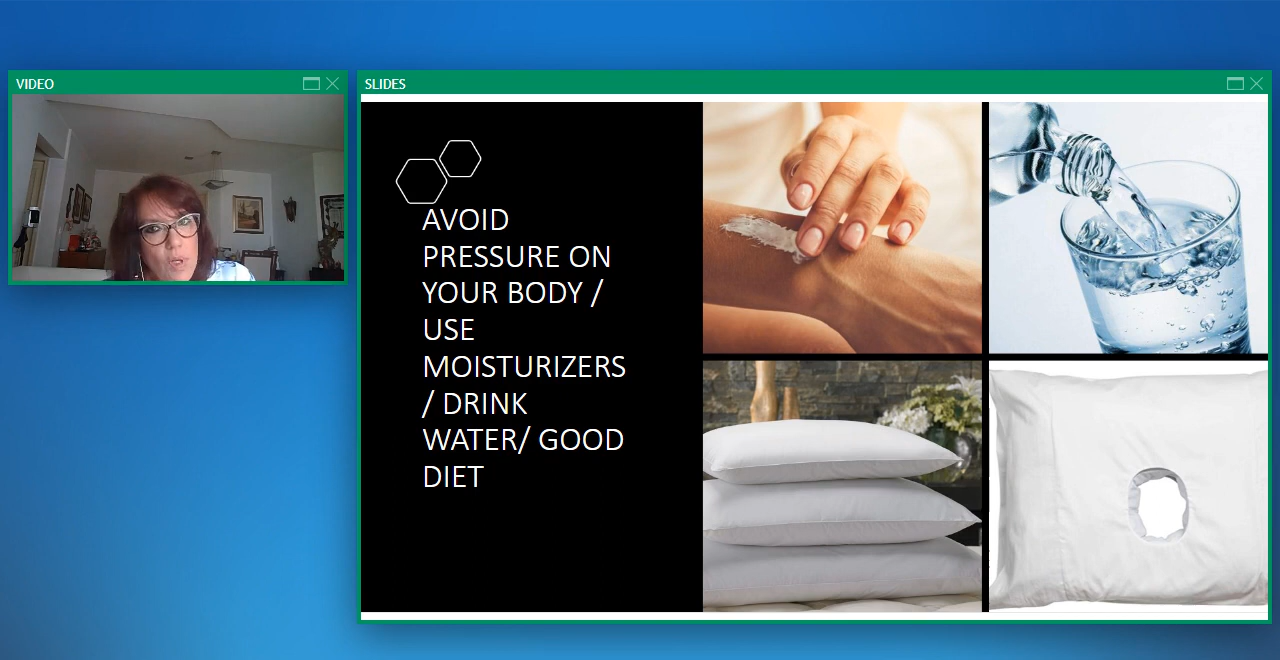 VIDEO
SLIDES
AVOID
PRESSURE ON
YOUR BODY /
USE
MOISTURIZERS
/ DRINK
WATER/ GOOD
DIET